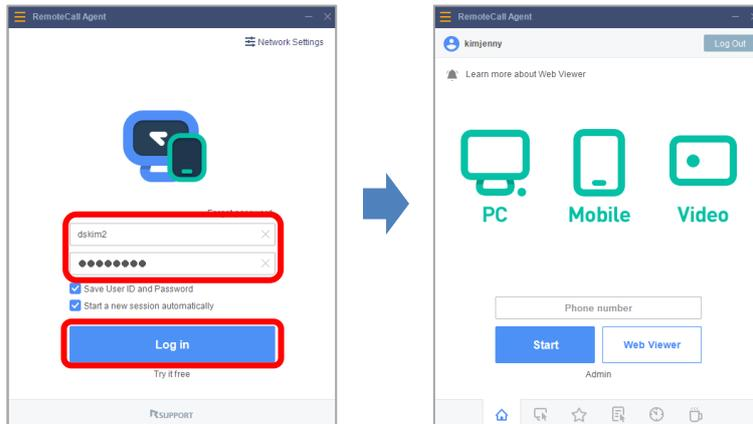 RemoteCall Agent
Network Settings
dskim2
Save User ID and Password
Start a new session automatically
Log in
Try it free
RSUPPORT
RemoteCall Agent
kimjenny
Log Out
Learn more about Web Viewer
PC
Mobile
Video
Phone number
Start
Web Viewer
Admin